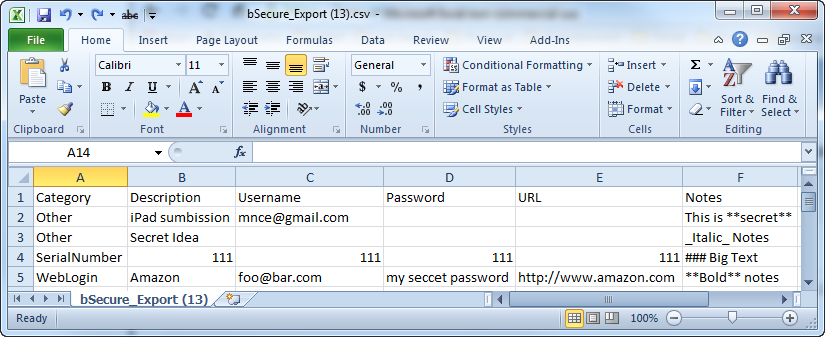 bSecure_Export (13).csv -
File Home Insert Page Layout Formulas Data Review View Add-Ins
Calibri 11 General Conditional Formatting Insert
Paste B I U A $ % , Format as Table Delete Sort & Find &
Cell Styles Format Filter Select
Clipboard Font Alignment Number Styles Cells Editing
A14 fx
A B C D E F
1 Category Description Username Password URL Notes
2 Other iPad sumbission mnce@gmail.com This is **secret**
3 Other Secret Idea _Italic_ Notes
4 SerialNumber 111 111 111 111 ### Big Text
5 WebLogin Amazon foo@bar.com my seccet password http://www.amazon.com **Bold** notes
bSecure_Export (13)
Ready 100%